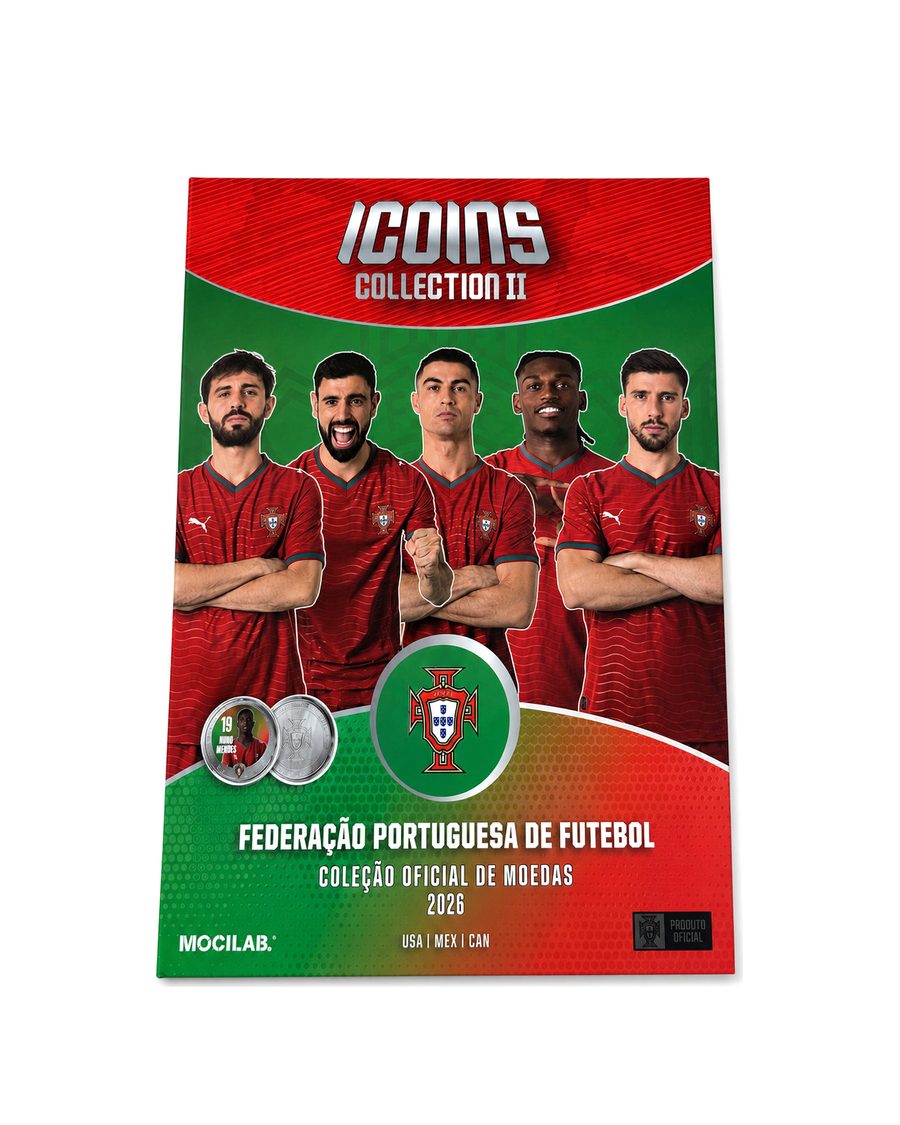 ICOINS
COLLECTION II
19
NUNO
MENDES
FEDERAÇÃO PORTUGUESA DE FUTEBOL
COLEÇÃO OFICIAL DE MOEDAS
2026
MOCILAB.®
USA | MEX | CAN
PRODUTO
OFICIAL